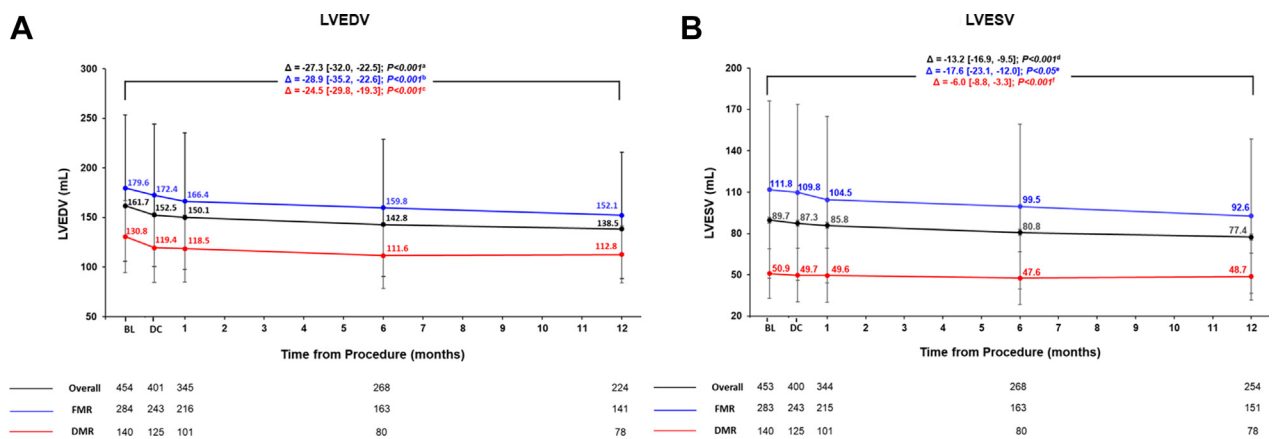 A
LVEDV
Δ = -27.3 [-32.0, -22.5]; P<0.001ᵃ
Δ = -28.9 [-35.2, -22.6]; P<0.001ᵇ
Δ = -24.5 [-29.8, -19.3]; P<0.001ᶜ
300
250
200
150
100
50
LVEDV (mL)
179.6 172.4 166.4 159.8 152.1
161.7 152.5 150.1 142.8 138.5
130.8 119.4 118.5 111.6 112.8
BL DC 1 2 3 4 5 6 7 8 9 10 11 12
Time from Procedure (months)
Overall 454 401 345 268 224
FMR 284 243 216 163 141
DMR 140 125 101 80 78
B
LVESV
Δ = -13.2 [-16.9, -9.5]; P<0.001ᵈ
Δ = -17.6 [-23.1, -12.0]; P<0.05ᵉ
Δ = -6.0 [-8.8, -3.3]; P<0.001ᶠ
200
170
140
110
80
50
20
LVESV (mL)
111.8 109.8 104.5 99.5 92.6
89.7 87.3 85.8 80.8 77.4
50.9 49.7 49.6 47.6 48.7
BL DC 1 2 3 4 5 6 7 8 9 10 11 12
Time from Procedure (months)
Overall 453 400 344 268 254
FMR 283 243 215 163 151
DMR 140 125 101 80 78